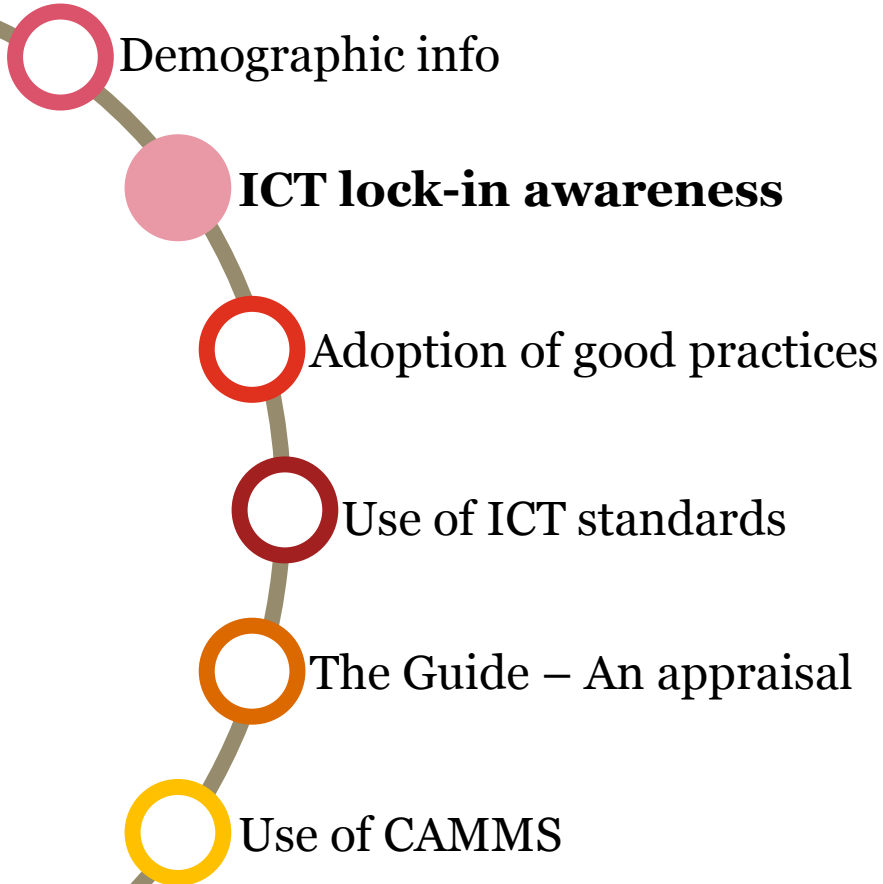 Demographic info
ICT lock-in awareness
Adoption of good practices
Use of ICT standards
The Guide – An appraisal
Use of CAMMS